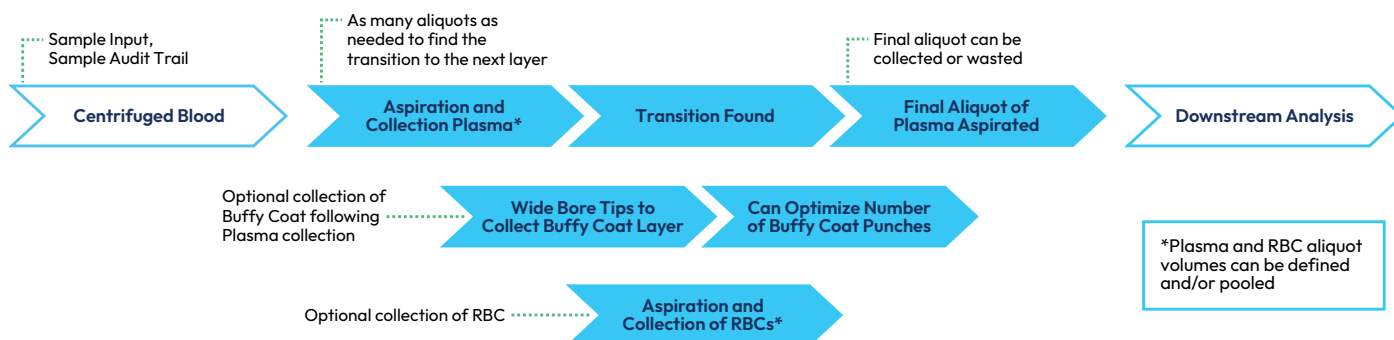 Sample Input,
Sample Audit Trail
As many aliquots as
needed to find the
transition to the next layer
Final aliquot can be
collected or wasted
Centrifuged Blood
Aspiration and
Collection Plasma*
Transition Found
Final Aliquot of
Plasma Aspirated
Downstream Analysis
Optional collection of
Buffy Coat following
Plasma collection
Wide Bore Tips to
Collect Buffy Coat Layer
Can Optimize Number
of Buffy Coat Punches
*Plasma and RBC aliquot
volumes can be defined
and/or pooled
Optional collection of RBC
Aspiration and
Collection of RBCs*